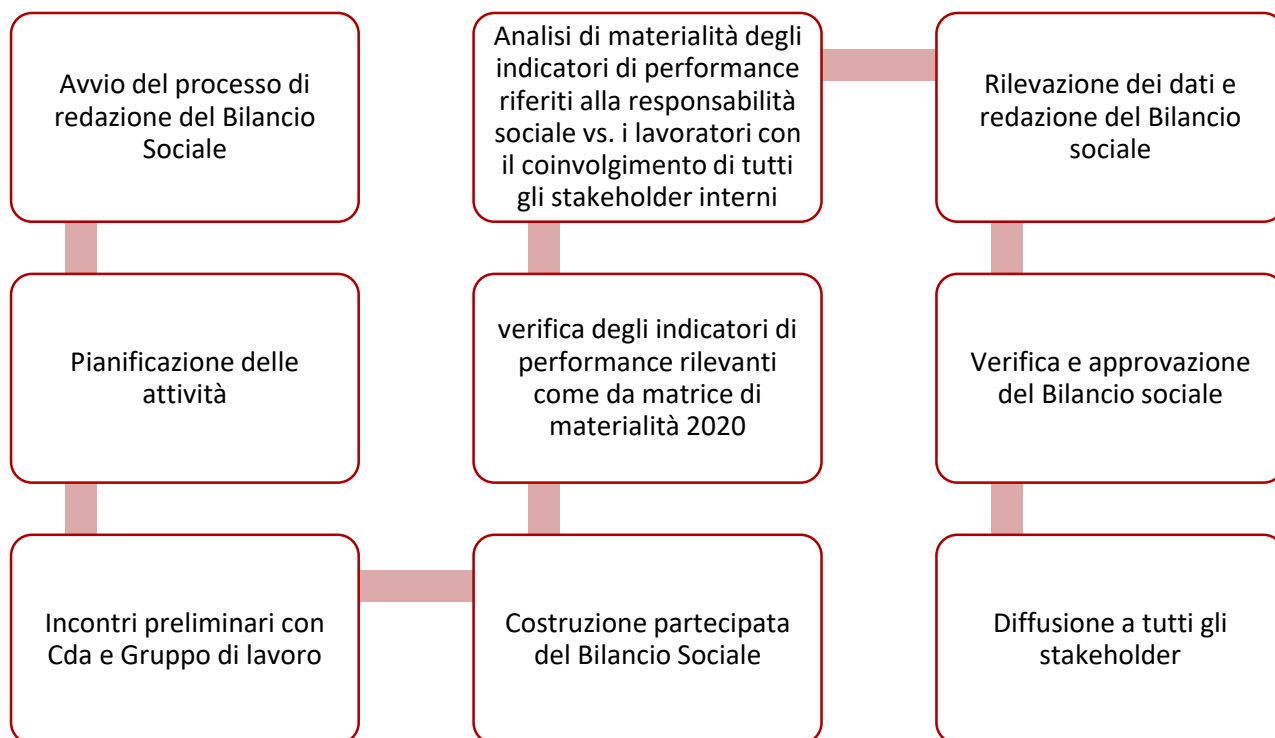 Avvio del processo di
redazione del Bilancio
Sociale
Pianificazione delle
attività
Incontri preliminari con
Cda e Gruppo di lavoro
Costruzione partecipata
del Bilancio Sociale
verifica degli indicatori di
performance rilevanti
come da matrice di
materialità 2020
Analisi di materialità degli
indicatori di performance
riferiti alla responsabilità
sociale vs. i lavoratori con
il coinvolgimento di tutti
gli stakeholder interni
Rilevazione dei dati e
redazione del Bilancio
sociale
Verifica e approvazione
del Bilancio sociale
Diffusione a tutti gli
stakeholder